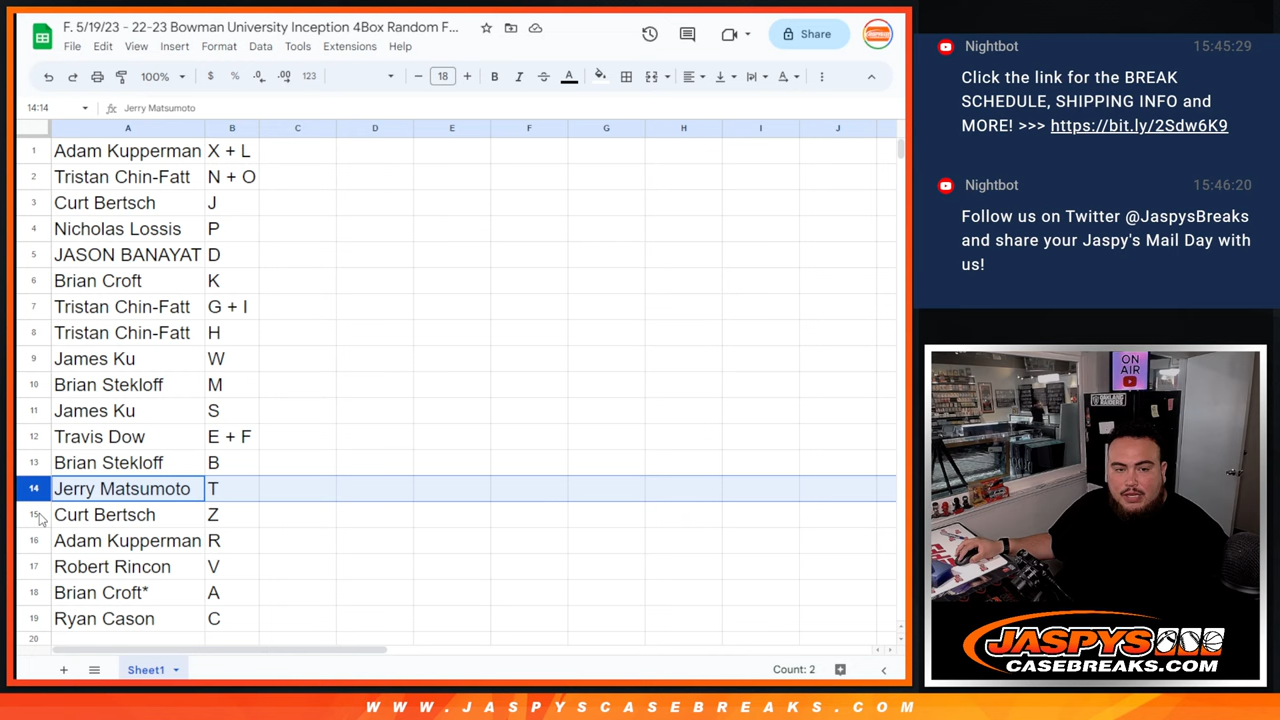 F. 5/19/23 - 22-23 Bowman University Inception 4Box Random F...
File Edit View Insert Format Data Tools Extensions Help
Share
100% $ % .0 .00 123 18 B I A
14:14 fx Jerry Matsumoto
A B C D E F G H I J
1 Adam Kupperman X + L
2 Tristan Chin-Fatt N + O
3 Curt Bertsch J
4 Nicholas Lossis P
5 JASON BANAYAT D
6 Brian Croft K
7 Tristan Chin-Fatt G + I
8 Tristan Chin-Fatt H
9 James Ku W
10 Brian Stekloff M
11 James Ku S
12 Travis Dow E + F
13 Brian Stekloff B
14 Jerry Matsumoto T
15 Curt Bertsch Z
16 Adam Kupperman R
17 Robert Rincon V
18 Brian Croft* A
19 Ryan Cason C
20
Sheet1 Count: 2
Nightbot 15:45:29
Click the link for the BREAK
SCHEDULE, SHIPPING INFO and
MORE! >>> https://bit.ly/2Sdw6K9
Nightbot 15:46:20
Follow us on Twitter @JaspysBreaks
and share your Jaspy's Mail Day with
us!
ON
AIR
JASPYS
CASEBREAKS.COM
WWW.JASPYSCASEBREAKS.COM